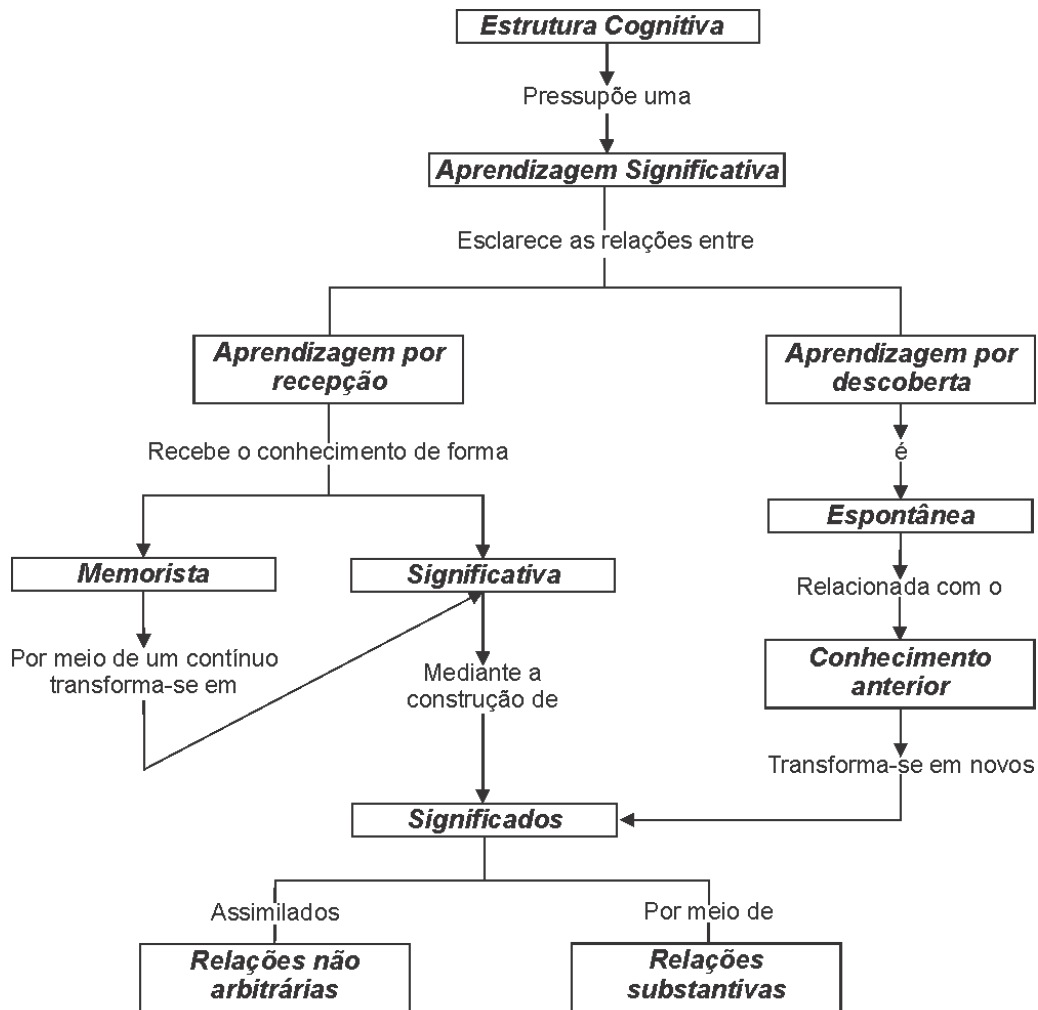 Estrutura Cognitiva
Pressupõe uma
Aprendizagem Significativa
Esclarece as relações entre
Aprendizagem por
recepção
Aprendizagem por
descoberta
Recebe o conhecimento de forma
é
Memorista
Significativa
Espontânea
Relacionada com o
Por meio de um contínuo
transforma-se em
Mediante a
construção de
Conhecimento
anterior
Transforma-se em novos
Significados
Assimilados
Por meio de
Relações não
arbitrárias
Relações
substantivas